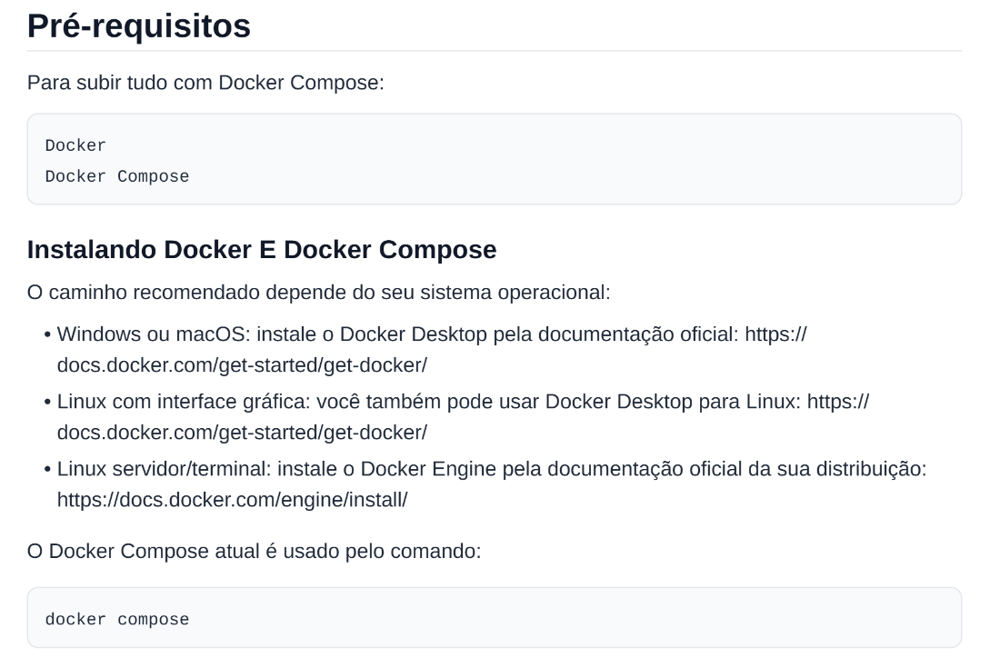 Pré-requisitos
Para subir tudo com Docker Compose:
Docker
Docker Compose
Instalando Docker E Docker Compose
O caminho recomendado depende do seu sistema operacional:
• Windows ou macOS: instale o Docker Desktop pela documentação oficial: https://
docs.docker.com/get-started/get-docker/
• Linux com interface gráfica: você também pode usar Docker Desktop para Linux: https://
docs.docker.com/get-started/get-docker/
• Linux servidor/terminal: instale o Docker Engine pela documentação oficial da sua distribuição:
https://docs.docker.com/engine/install/
O Docker Compose atual é usado pelo comando:
docker compose